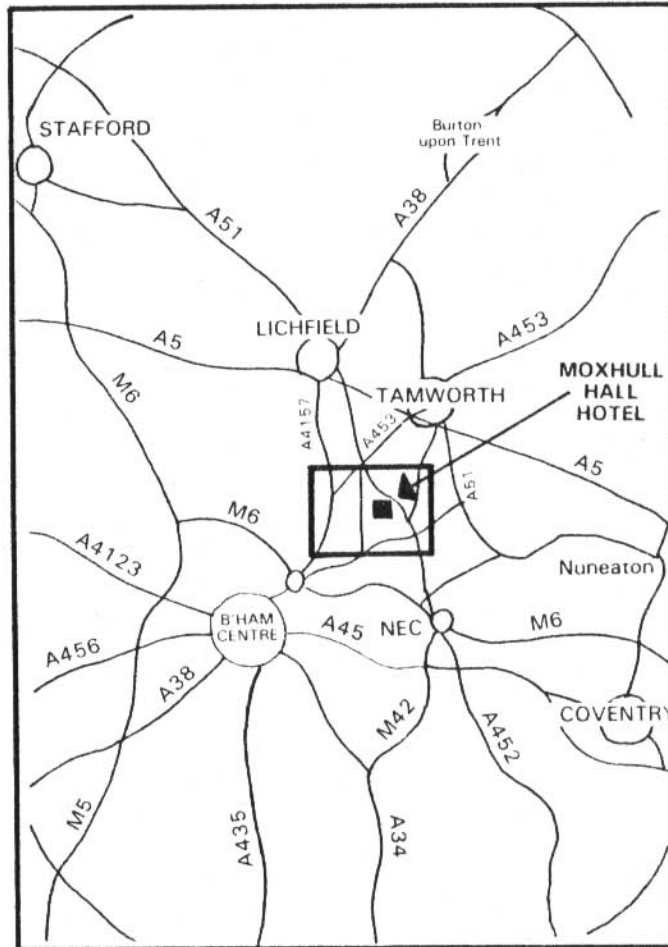 STAFFORD
Burton
upon Trent
A51
A38
LICHFIELD
A5
A453
M6
MOXHULL
HALL
HOTEL
TAMWORTH
A4157
A453
A5
A51
M6
A4123
Nuneaton
B'HAM
CENTRE
A45
NEC
M6
A456
A38
COVENTRY
M42
A452
M5
A435
A34